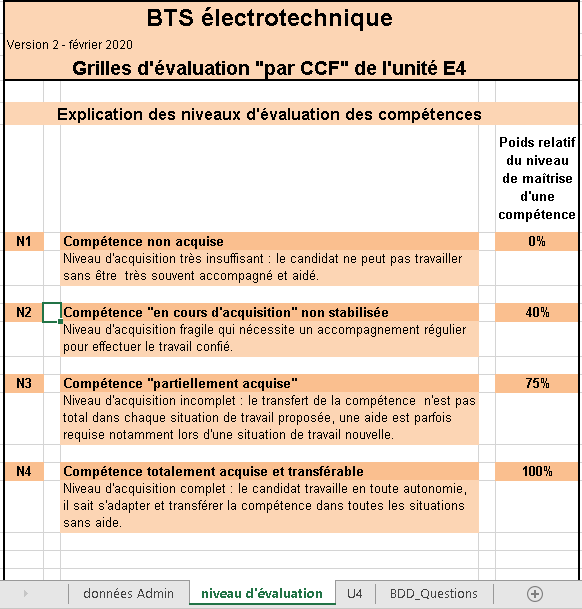 BTS électrotechnique
Version 2 - février 2020
Grilles d'évaluation "par CCF" de l'unité E4
Explication des niveaux d'évaluation des compétences
Poids relatif
du niveau
de maîtrise
d'une
compétence
N1 Compétence non acquise 0%
Niveau d'acquisition très insuffisant : le candidat ne peut pas travailler
sans être très souvent accompagné et aidé.
N2 Compétence "en cours d'acquisition" non stabilisée 40%
Niveau d'acquisition fragile qui nécessite un accompagnement régulier
pour effectuer le travail confié.
N3 Compétence "partiellement acquise" 75%
Niveau d'acquisition incomplet : le transfert de la compétence n'est pas
total dans chaque situation de travail proposée, une aide est parfois
requise notamment lors d'une situation de travail nouvelle.
N4 Compétence totalement acquise et transférable 100%
Niveau d'acquisition complet : le candidat travaille en toute autonomie,
il sait s'adapter et transférer la compétence dans toutes les situations
sans aide.
données Admin niveau d'évaluation U4 BDD_Questions